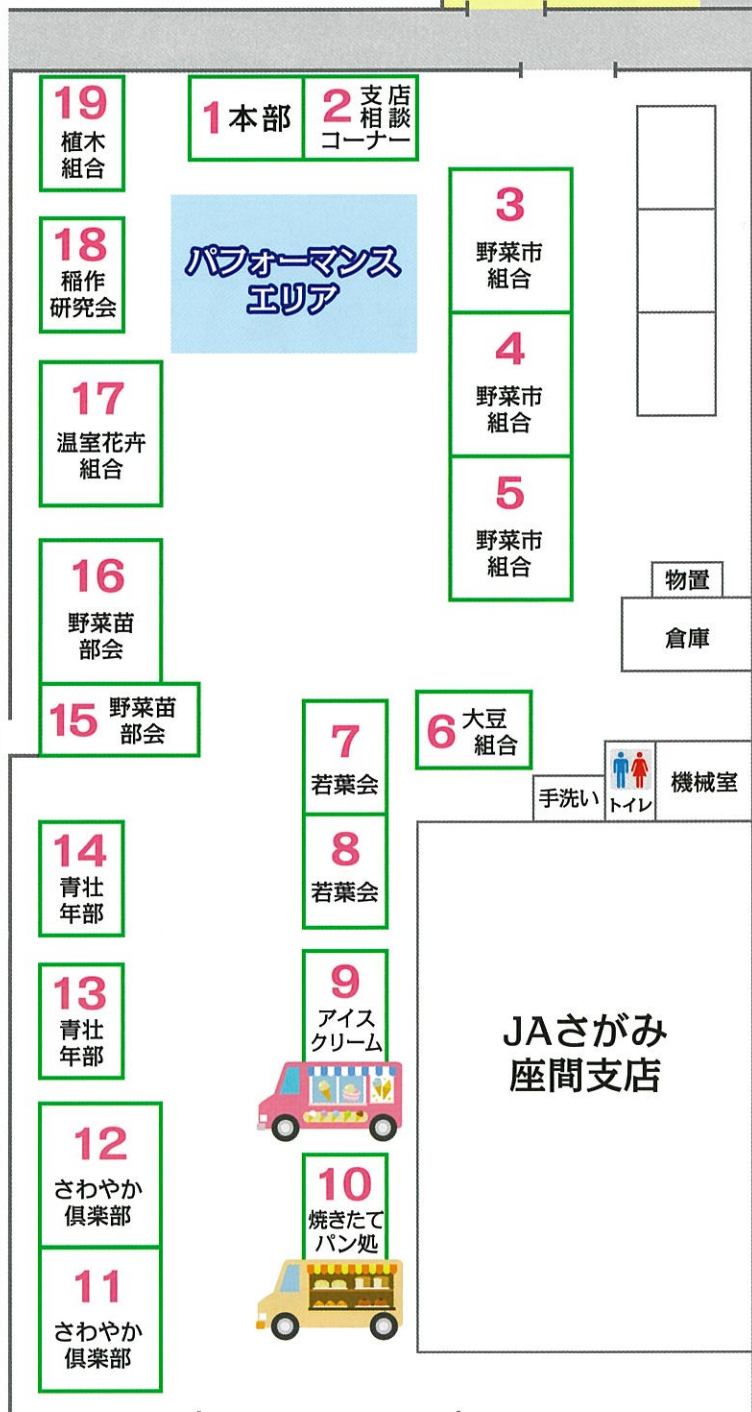 1 本部
2 支店
相談
コーナー
パフォーマンス
エリア
3
野菜市
組合
4
野菜市
組合
5
野菜市
組合
物置
倉庫
6 大豆
組合
手洗い
トイレ
機械室
7
若葉会
8
若葉会
9
アイス
クリーム
10
焼きたて
パン処
JAさがみ
座間支店
19
植木
組合
18
稲作
研究会
17
温室花卉
組合
16
野菜苗
部会
15 野菜苗
部会
14
青壮
年部
13
青壮
年部
12
さわやか
倶楽部
11
さわやか
倶楽部